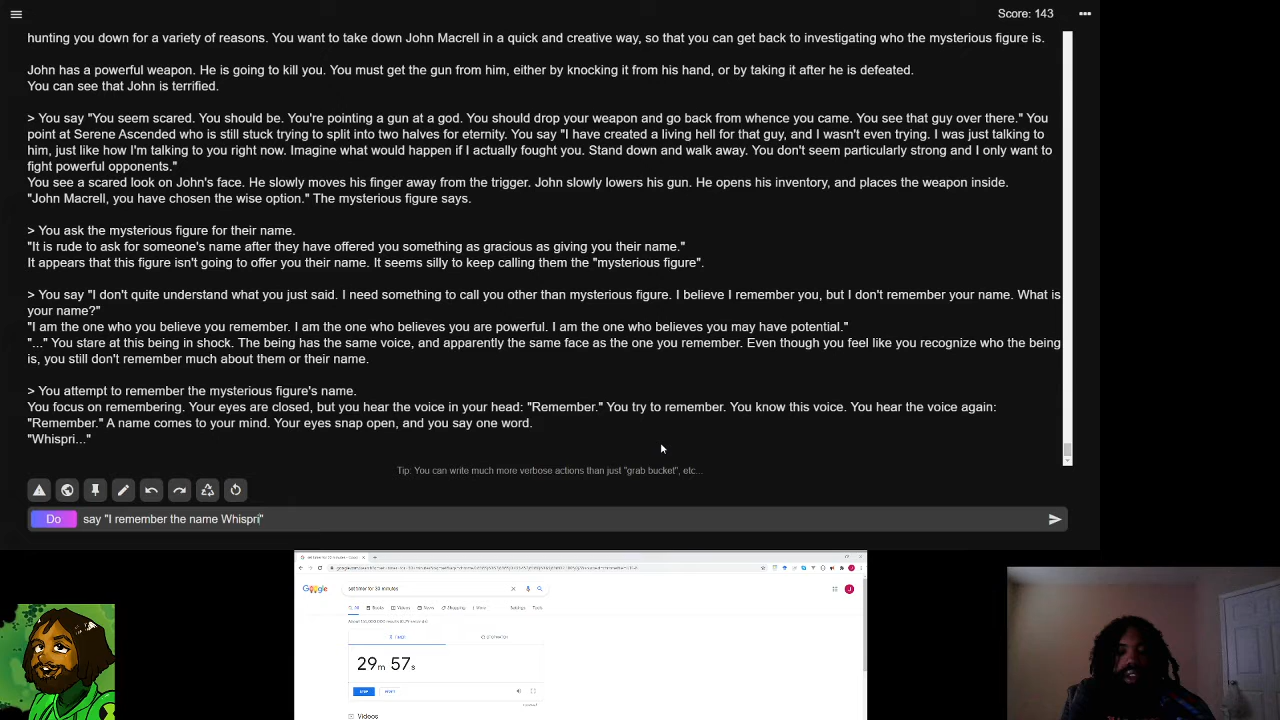 Score: 143
hunting you down for a variety of reasons. You want to take down John Macrell in a quick and creative way, so that you can get back to investigating who the mysterious figure is.
John has a powerful weapon. He is going to kill you. You must get the gun from him, either by knocking it from his hand, or by taking it after he is defeated.
You can see that John is terrified.
> You say "You seem scared. You should be. You're pointing a gun at a god. You should drop your weapon and go back from whence you came. You see that guy over there." You
point at Serene Ascended who is still stuck trying to split into two halves for eternity. You say "I have created a living hell for that guy, and I wasn't even trying. I was just talking to
him, just like how I'm talking to you right now. Imagine what would happen if I actually fought you. Stand down and walk away. You don't seem particularly strong and I only want to
fight powerful opponents."
You see a scared look on John's face. He slowly moves his finger away from the trigger. John slowly lowers his gun. He opens his inventory, and places the weapon inside.
"John Macrell, you have chosen the wise option." The mysterious figure says.
> You ask the mysterious figure for their name.
"It is rude to ask for someone's name after they have offered you something as gracious as giving you their name."
It appears that this figure isn't going to offer you their name. It seems silly to keep calling them the "mysterious figure".
> You say "I don't quite understand what you just said. I need something to call you other than mysterious figure. I believe I remember you, but I don't remember your name. What is
your name?"
"I am the one who you believe you remember. I am the one who believes you are powerful. I am the one who believes you may have potential."
"..." You stare at this being in shock. The being has the same voice, and apparently the same face as the one you remember. Even though you feel like you recognize who the being
is, you still don't remember much about them or their name.
> You attempt to remember the mysterious figure's name.
You focus on remembering. Your eyes are closed, but you hear the voice in your head: "Remember." You try to remember. You know this voice. You hear the voice again:
"Remember." A name comes to your mind. Your eyes snap open, and you say one word.
"Whispri..."
Tip: You can write much more verbose actions than just "grab bucket", etc...
Do say "I remember the name Whispri"
Google set timer for 30 minutes
All Books Videos News Shopping More Settings Tools
TIMER STOPWATCH
29m 57s
STOP RESET
Videos